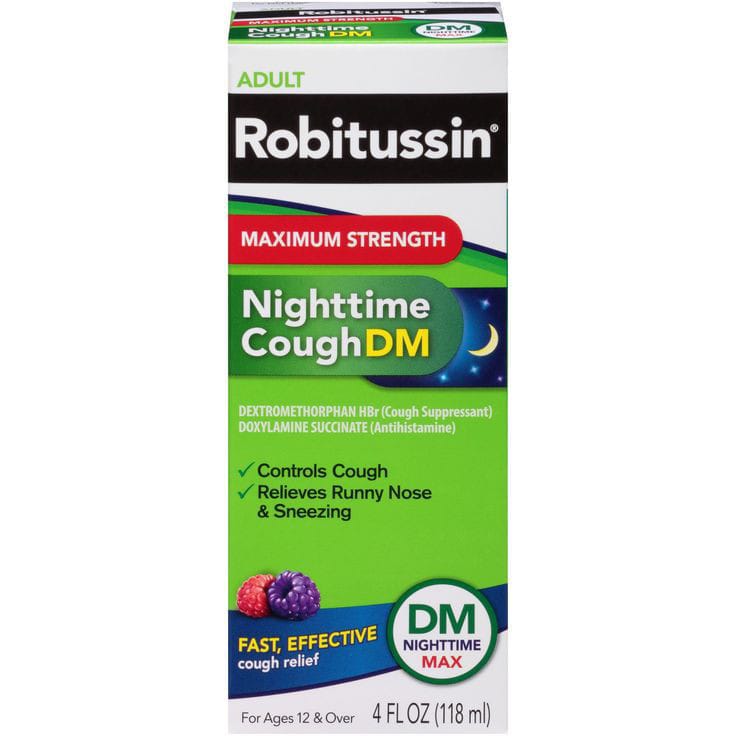 MAXIMUM STRENGTH
Nighttime
Cough DM
DM
NIGHTTIME
MAX
ADULT
Robitussin®
MAXIMUM STRENGTH
Nighttime
Cough DM
DEXTROMETHORPHAN HBr (Cough Suppressant)
DOXYLAMINE SUCCINATE (Antihistamine)
✓ Controls Cough
✓ Relieves Runny Nose
& Sneezing
FAST, EFFECTIVE
cough relief
DM
NIGHTTIME
MAX
For Ages 12 & Over 4 FL OZ (118 ml)